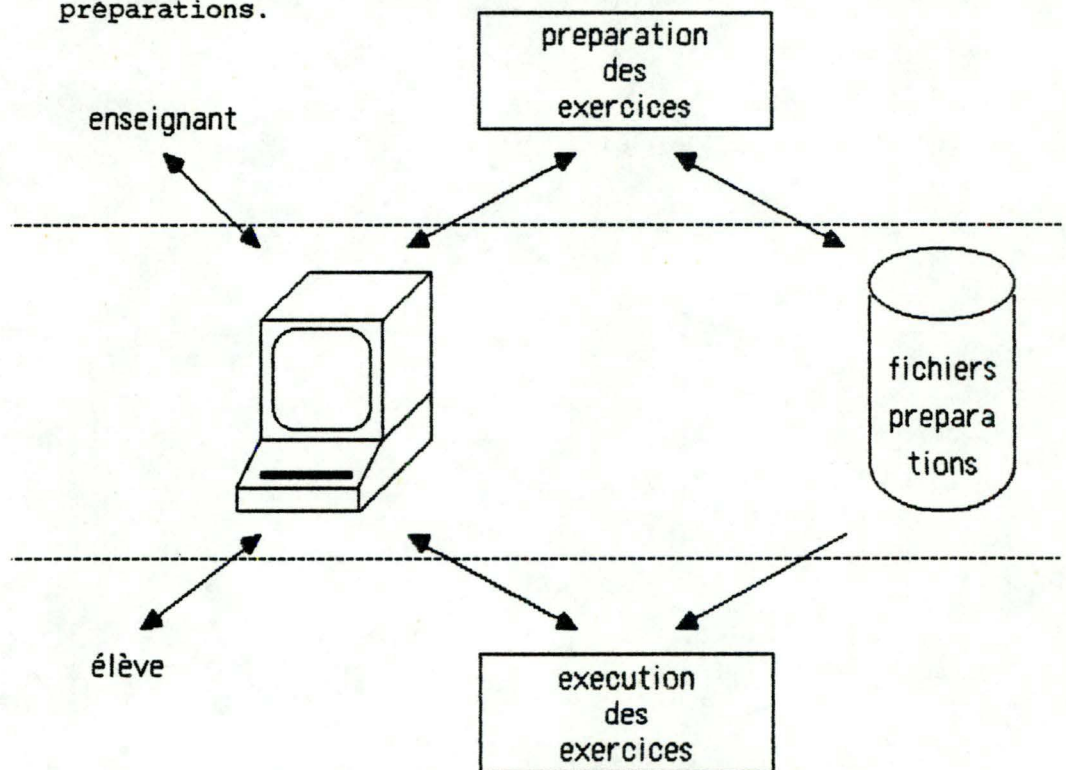 préparations.
preparation
des
exercices
enseignant
fichiers
prepara
tions
élève
execution
des
exercices